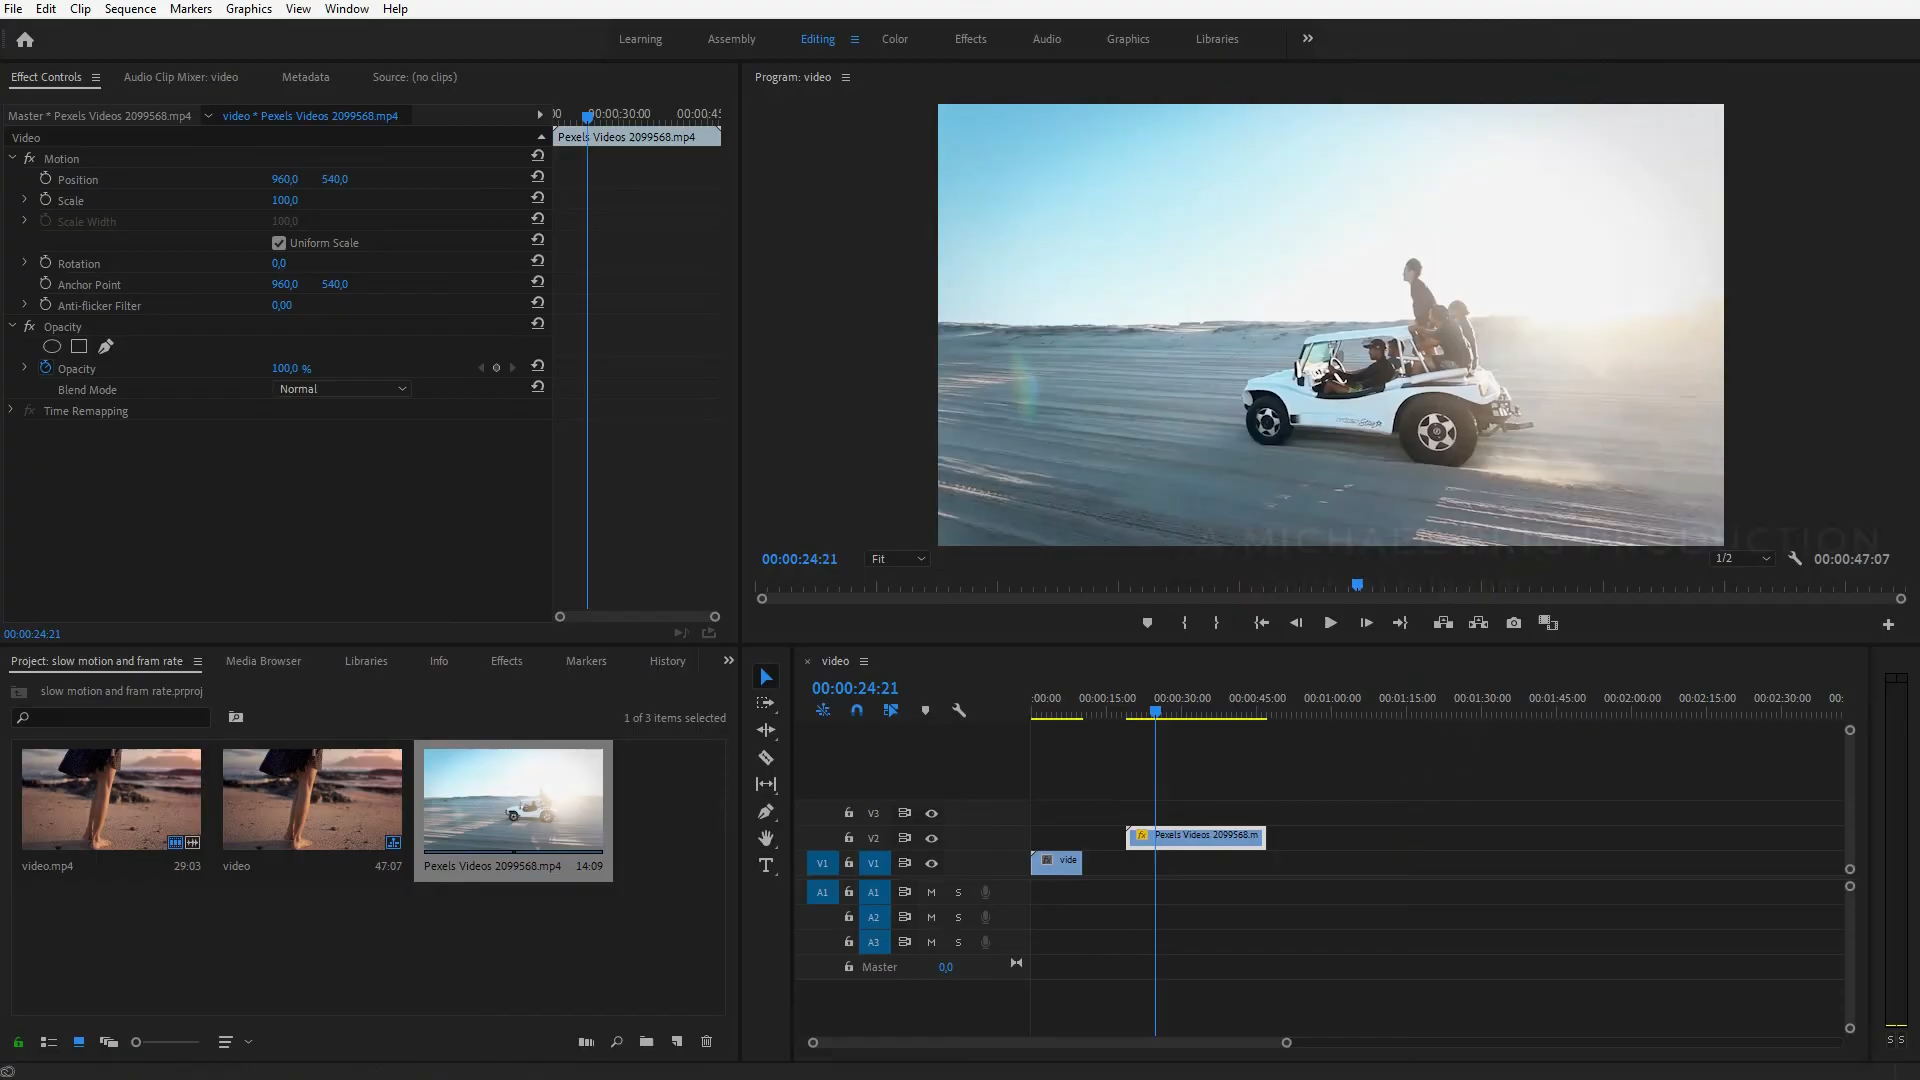 File Edit Clip Sequence Markers Graphics View Window Help
Learning Assembly Editing Color Effects Audio Graphics Libraries
Effect Controls Audio Clip Mixer: video Metadata Source: (no clips)
Program: video
Master * Pexels Videos 2099568.mp4 video * Pexels Videos 2099568.mp4
00:00:30:00 00:00:45
Video
Pexels Videos 2099568.mp4
fx Motion
Position 960,0 540,0
Scale 100,0
Scale Width 100,0
Uniform Scale
Rotation 0,0
Anchor Point 960,0 540,0
Anti-flicker Filter 0,00
fx Opacity
Opacity 100,0 %
Blend Mode Normal
fx Time Remapping
A MICHAEL ERIC PRODUCTION
00:00:24:21 Fit 1/2 00:00:47:07
00:00:24:21
Project: slow motion and fram rate Media Browser Libraries Info Effects Markers History
slow motion and fram rate.prproj
1 of 3 items selected
video.mp4 29:03
video 47:07
Pexels Videos 2099568.mp4 14:09
video
00:00:24:21
:00:00 00:00:15:00 00:00:30:00 00:00:45:00 00:01:00:00 00:01:15:00 00:01:30:00 00:01:45:00 00:02:00:00 00:02:15:00 00:02:30:00 00:
V3
V2 fx Pexels Videos 2099568.m
V1 V1 fx vide
A1 A1 M S
A2 M S
A3 M S
Master 0,0
S S